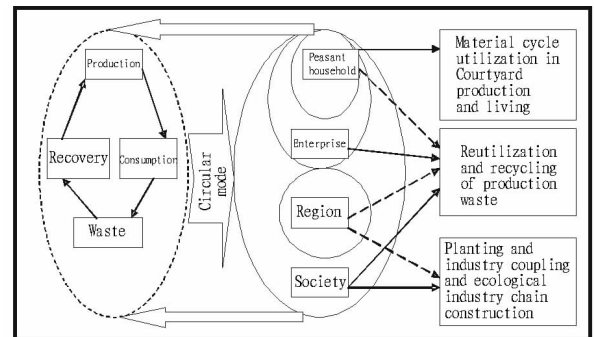 Production
Recovery
Consumption
Waste
Circular
mode
Peasant
household
Enterprise
Region
Society
Material cycle
utilization in
Courtyard
production
and living
Reutilization
and recycling
of production
waste
Planting and
industry coupling
and ecological
industry chain
construction